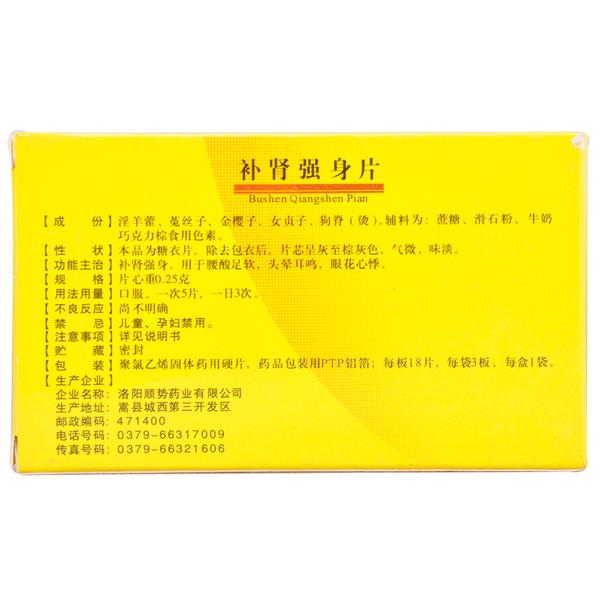 补肾强身片
Bushen Qiangshen Pian
【成份】淫羊藿、菟丝子、金樱子、女贞子、狗脊（烫）。辅料为：蔗糖、滑石粉、牛奶
巧克力棕食用色素。
【性状】本品为糖衣片，除去包衣后，片芯呈灰至棕灰色，气微，味淡。
【功能主治】补肾强身。用于腰酸足软，头晕耳鸣，眼花心悸。
【规格】片心重0.25克
【用法用量】口服。一次5片，一日3次。
【不良反应】尚不明确
【禁忌】儿童、孕妇禁用。
【注意事项】详见说明书
【贮藏】密封
【包装】聚氯乙烯固体药用硬片，药品包装用PTP铝箔；每板18片，每袋3板、每盒1袋。
【生产企业】
企业名称：洛阳顺势药业有限公司
生产地址：嵩县城西第三开发区
邮政编码：471400
电话号码：0379-66317009
传真号码：0379-66321606